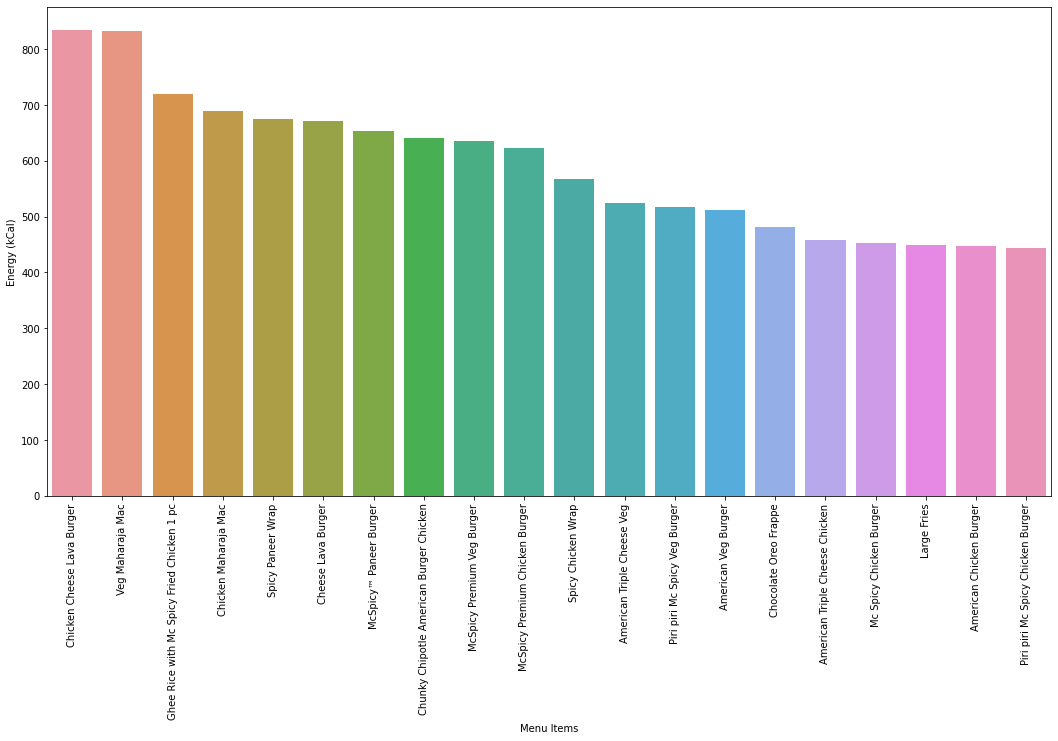 800
700
600
500
400
300
200
100
0
Energy (kCal)
Chicken Cheese Lava Burger
Veg Maharaja Mac
Ghee Rice with Mc Spicy Fried Chicken 1 pc
Chicken Maharaja Mac
Spicy Paneer Wrap
Cheese Lava Burger
McSpicy™ Paneer Burger
Chunky Chipotle American Burger Chicken
McSpicy Premium Veg Burger
McSpicy Premium Chicken Burger
Spicy Chicken Wrap
American Triple Cheese Veg
Piri piri Mc Spicy Veg Burger
American Veg Burger
Chocolate Oreo Frappe
American Triple Cheese Chicken
Mc Spicy Chicken Burger
Large Fries
American Chicken Burger
Piri piri Mc Spicy Chicken Burger
Menu Items